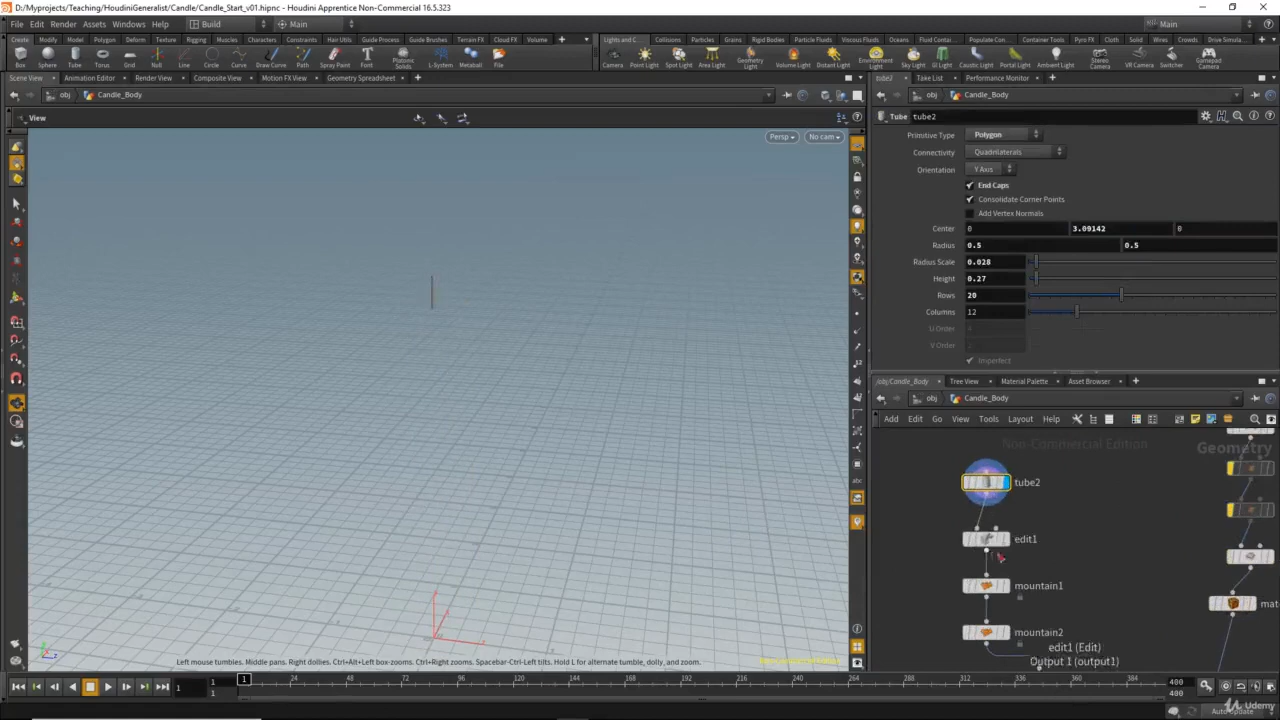 D:/Myprojects/Teaching/HoudiniGeneralist/Candle/Candle_Start_v01.hipnc - Houdini Apprentice Non-Commercial 16.5.323
File Edit Render Assets Windows Help Build Main Main
Create Modify Model Polygon Deform Texture Rigging Muscles Characters Constraints Hair Utils Guide Process Guide Brushes Terrain FX Cloud FX Volume
Lights and C... Collisions Particles Grains Rigid Bodies Particle Fluids Viscous Fluids Oceans Fluid Contai... Populate Con... Container Tools Pyro FX Cloth Solid Wires Crowds Drive Simula...
Box Sphere Tube Torus Grid Null Line Circle Curve Draw Curve Path Spray Paint Font Platonic Solids L-System Metaball File
Camera Point Light Spot Light Area Light Geometry Light Volume Light Distant Light Environment Light Sky Light GI Light Caustic Light Portal Light Ambient Light Stereo Camera VR Camera Switcher Gamepad Camera
Scene View Animation Editor Render View Composite View Motion FX View Geometry Spreadsheet
tube2 Take List Performance Monitor
obj Candle_Body
obj Candle_Body
View
Persp No cam
Tube tube2
Primitive Type Polygon
Connectivity Quadrilaterals
Orientation Y Axis
End Caps
Consolidate Corner Points
Add Vertex Normals
Center 0 3.09142 0
Radius 0.5 0.5
Radius Scale 0.028
Height 0.27
Rows 20
Columns 12
U Order 4
V Order
Imperfect
/obj/Candle_Body Tree View Material Palette Asset Browser
obj Candle_Body
Add Edit Go View Tools Layout Help
Non-Commercial Edition
Geometry
tube2
edit1
mountain1
mat
mountain2
edit1 (Edit)
Output 1 (output1)
Left mouse tumbles. Middle pans. Right dollies. Ctrl+Alt+Left box-zooms. Ctrl+Right zooms. Spacebar-Ctrl-Left tilts. Hold L for alternate tumble, dolly, and zoom.
1 1 1 1 24 48 72 96 120 144 168 192 216 240 264 288 312 336 360 384 400 400
Auto Update
Udemy